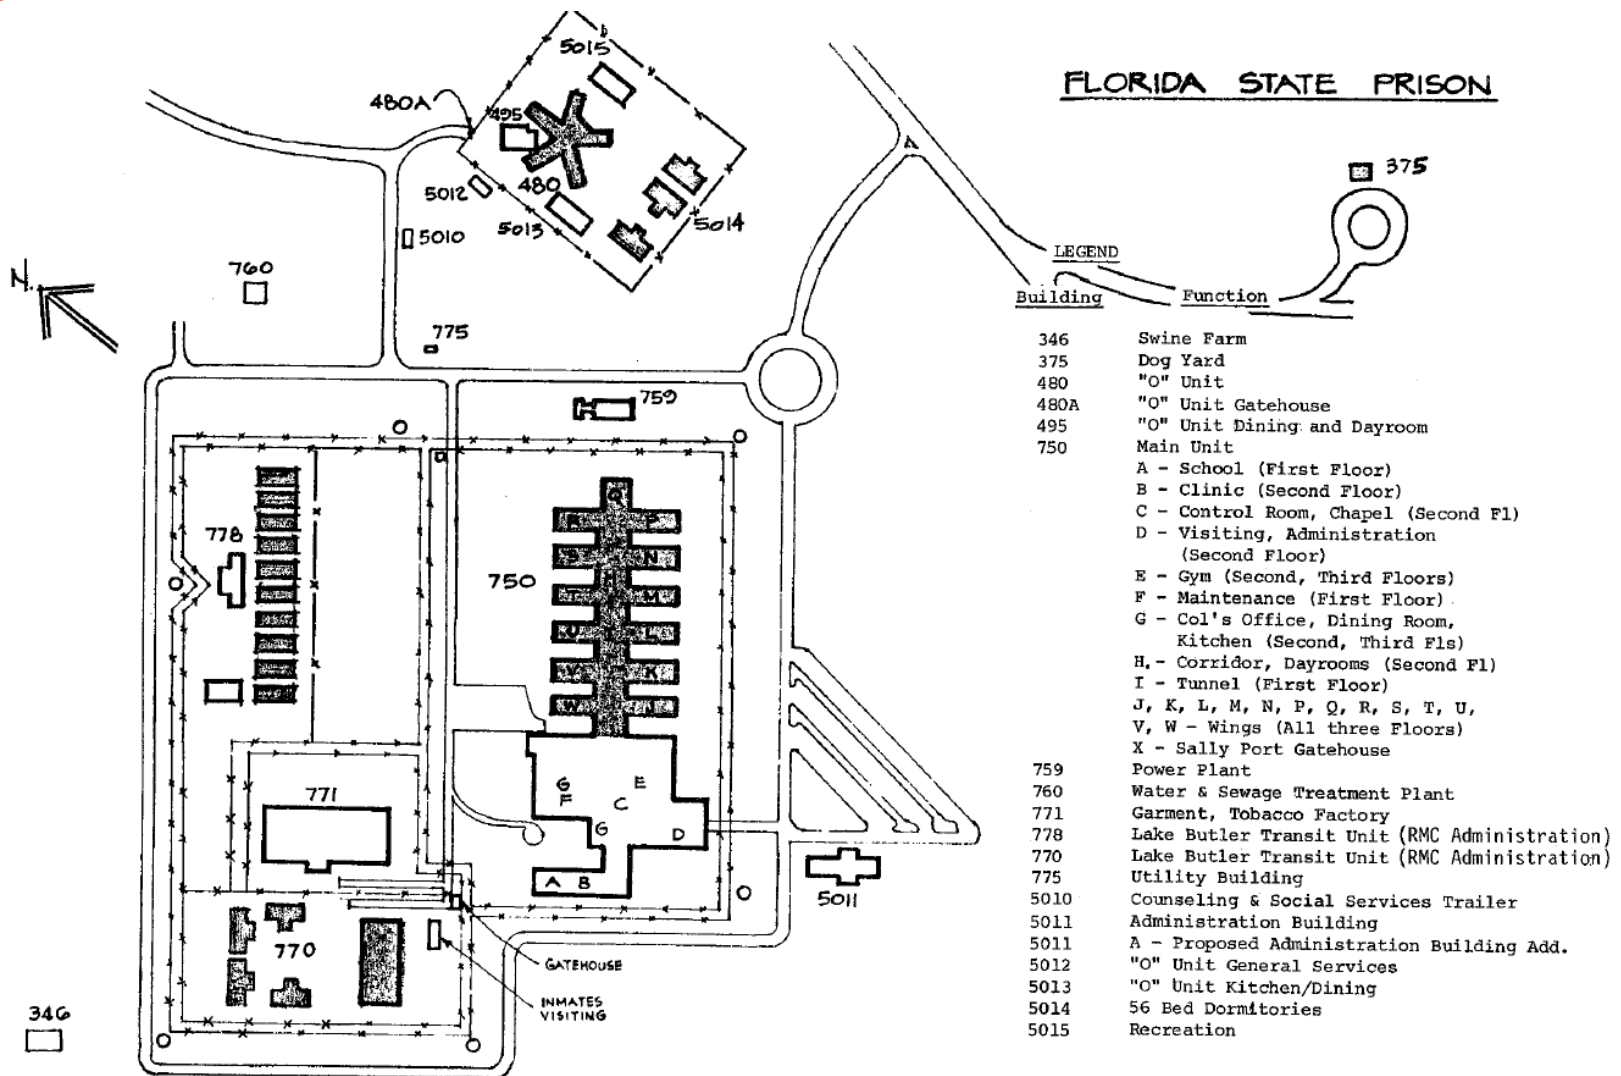 FLORIDA STATE PRISON
5015
480A
495
375
5012
480
5014
5013
5010
LEGEND
N.
760
Building Function
775
759
778
750
Q
R P
S N
H
T M
U I L
V K
W J
G E
F C
771
G D
A B
5011
770
GATEHOUSE
INMATES
VISITING
346
346 Swine Farm
375 Dog Yard
480 "O" Unit
480A "O" Unit Gatehouse
495 "O" Unit Dining and Dayroom
750 Main Unit
A - School (First Floor)
B - Clinic (Second Floor)
C - Control Room, Chapel (Second Fl)
D - Visiting, Administration
(Second Floor)
E - Gym (Second, Third Floors)
F - Maintenance (First Floor)
G - Col's Office, Dining Room,
Kitchen (Second, Third Fls)
H, - Corridor, Dayrooms (Second Fl)
I - Tunnel (First Floor)
J, K, L, M, N, P, Q, R, S, T, U,
V, W - Wings (All three Floors)
X - Sally Port Gatehouse
759 Power Plant
760 Water & Sewage Treatment Plant
771 Garment, Tobacco Factory
778 Lake Butler Transit Unit (RMC Administration)
770 Lake Butler Transit Unit (RMC Administration)
775 Utility Building
5010 Counseling & Social Services Trailer
5011 Administration Building
5011 A - Proposed Administration Building Add.
5012 "O" Unit General Services
5013 "O" Unit Kitchen/Dining
5014 56 Bed Dormitories
5015 Recreation